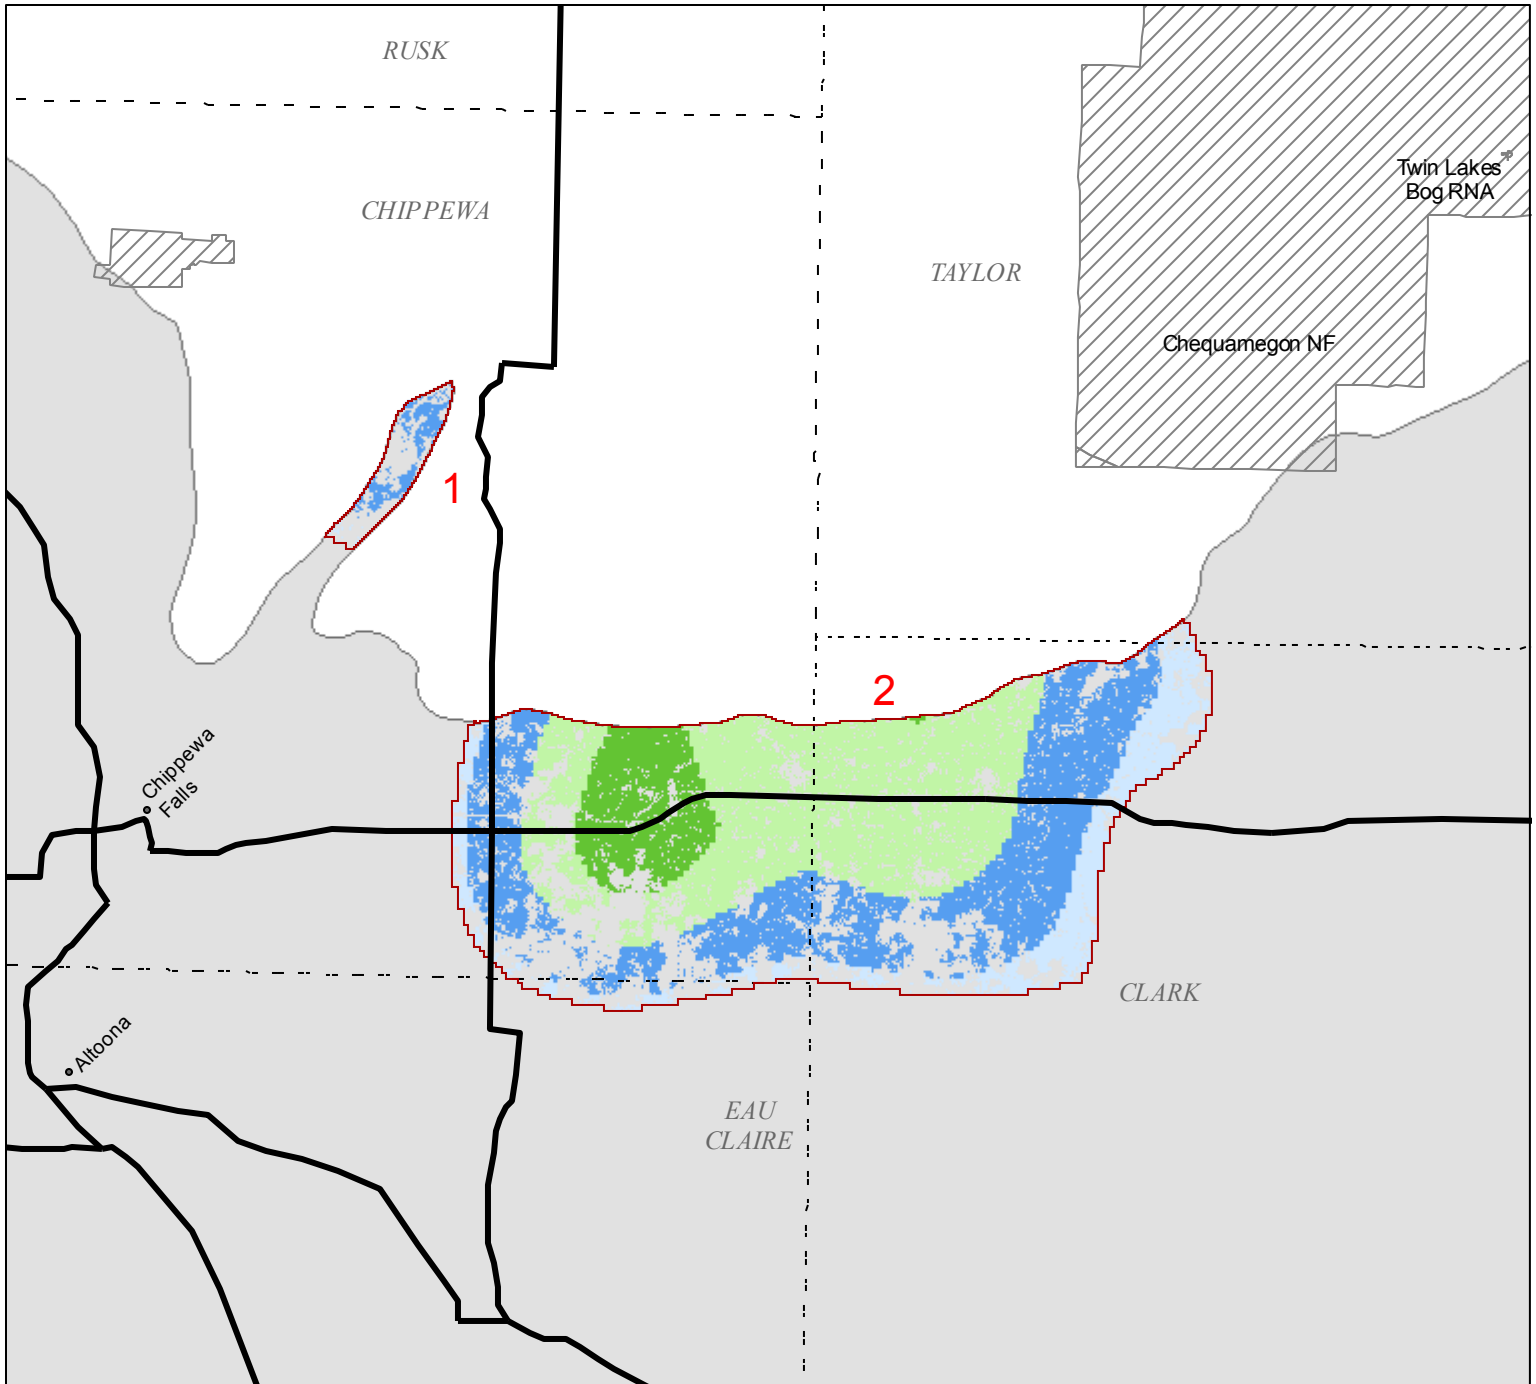 RUSK
Twin Lakes
Bog RNA
CHIPPEWA
TAYLOR
Chequamegon NF
1
2
Chippewa
Falls
CLARK
Altoona
EAU
CLAIRE